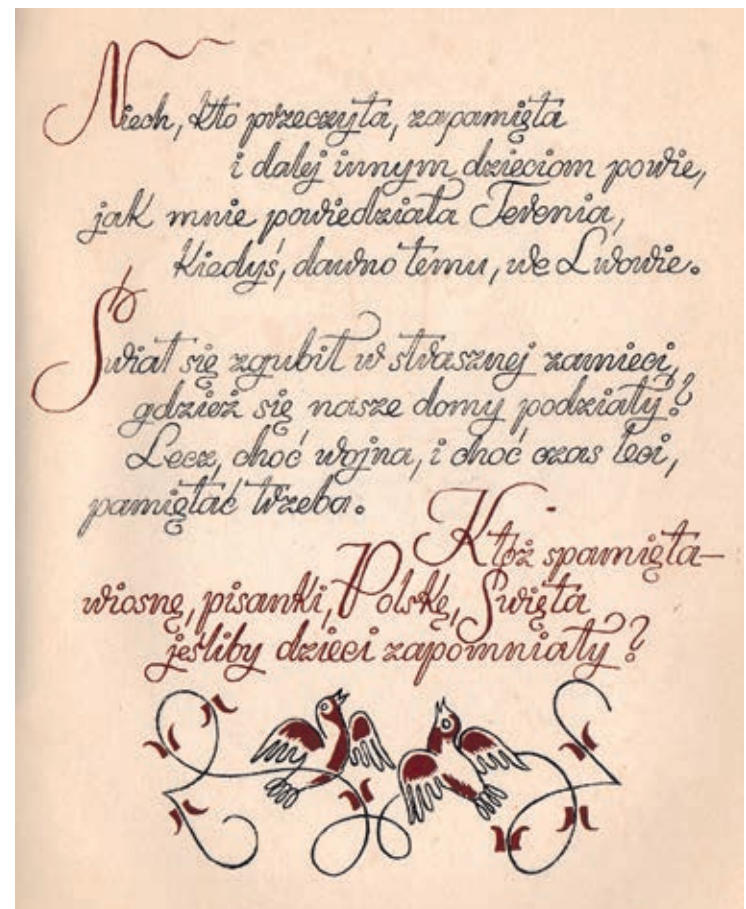 Niech, kto przeczyta, zapamięta
i dalej innym dzieciom powie,
jak mnie powiedziała Terenia,
Kiedyś, dawno temu, we Lwowie.
Świat się zgubił w strasznej zamieci,
gdzież się nasze domy podziały?
Lecz, choć wojna, i choć czas leci,
pamiętać trzeba.
Któż spamięta—
wiosnę, pisanki, Polskę, Święta
jeśliby dzieci zapomniały?